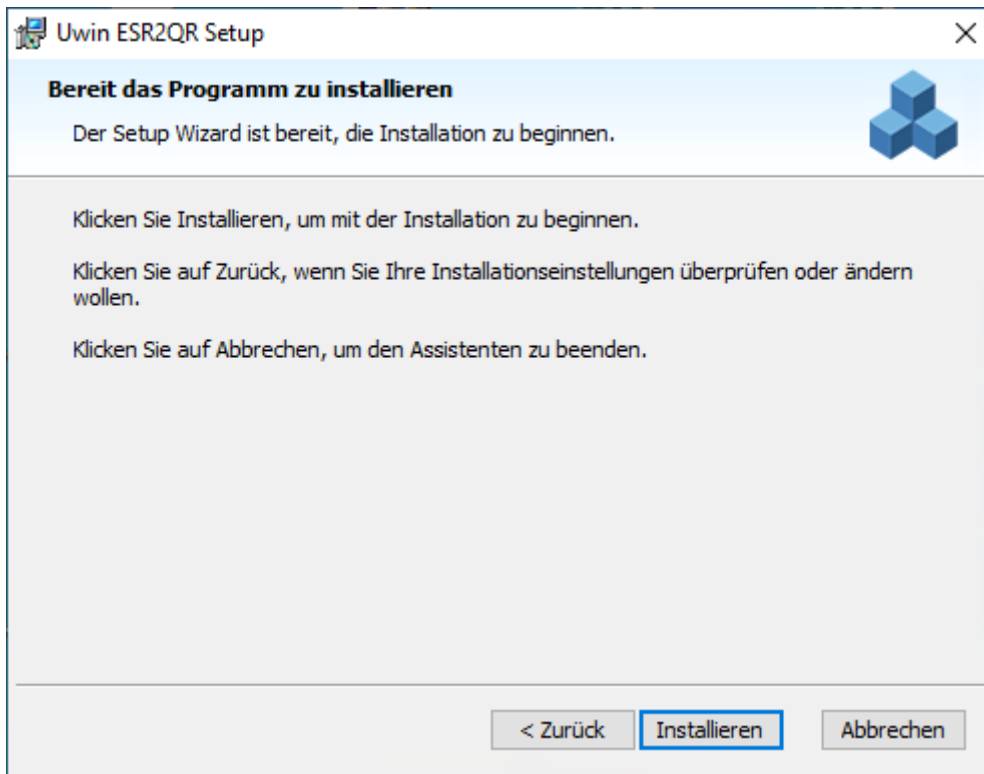 Uwin ESR2QR Setup
Bereit das Programm zu installieren
Der Setup Wizard ist bereit, die Installation zu beginnen.
Klicken Sie Installieren, um mit der Installation zu beginnen.
Klicken Sie auf Zurück, wenn Sie Ihre Installationseinstellungen überprüfen oder ändern
wollen.
Klicken Sie auf Abbrechen, um den Assistenten zu beenden.
< Zurück
Installieren
Abbrechen